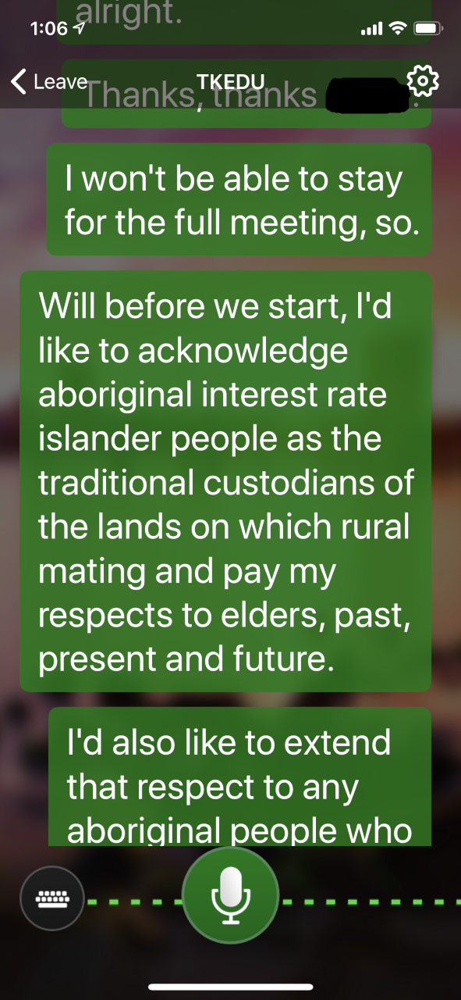 alright.
1:06
Leave
TKEDU
Thanks, thanks
I won't be able to stay
for the full meeting, so.
Will before we start, I'd
like to acknowledge
aboriginal interest rate
islander people as the
traditional custodians of
the lands on which rural
mating and pay my
respects to elders, past,
present and future.
I'd also like to extend
that respect to any
aboriginal people who